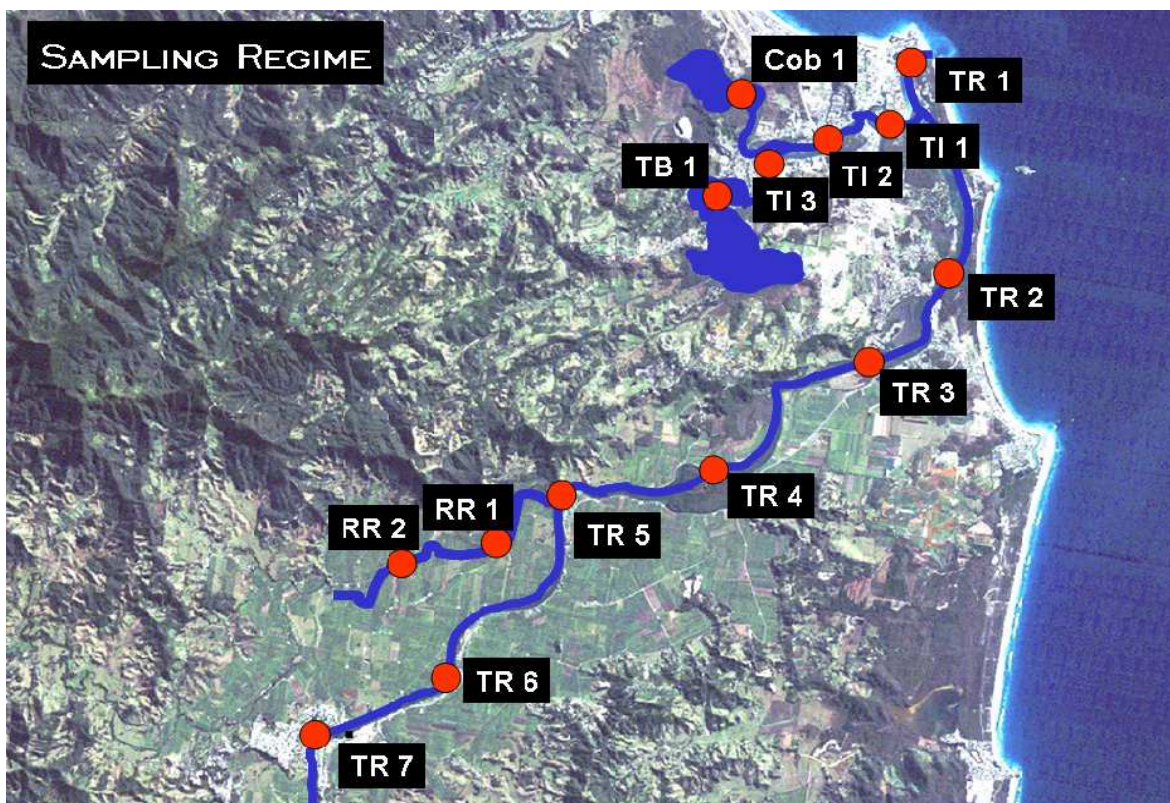 SAMPLING REGIME
Cob 1
TR 1
TB 1
TI 3
TI 2
TI 1
TR 2
TR 3
TR 4
RR 2
RR 1
TR 5
TR 6
TR 7